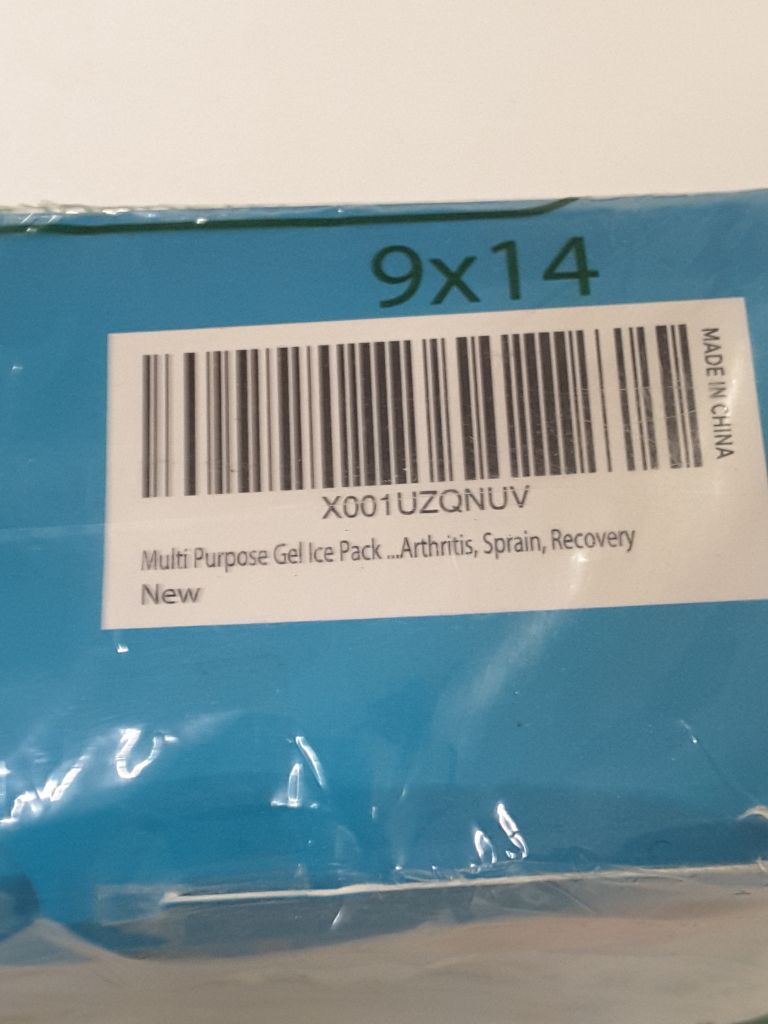 9x14
MADE IN CHINA
X001UZQNUV
Multi Purpose Gel Ice Pack ...Arthritis, Sprain, Recovery
New